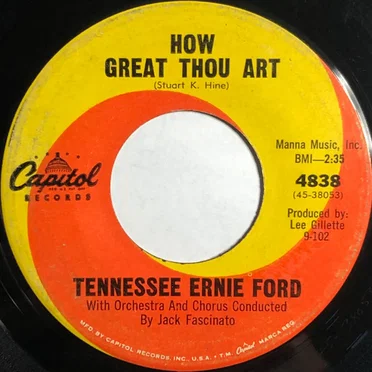 HOW
GREAT THOU ART
(Stuart K. Hine)
Manna Music, Inc.
BMI—2:35
4838
(45-38053)
Produced by:
Lee Gillette
9-102
Capitol
RECORDS
TENNESSEE ERNIE FORD
With Orchestra And Chorus Conducted
By Jack Fascinato
MFD. BY CAPITOL RECORDS, INC., U.S.A. • T.M. Capitol MARCA REG.